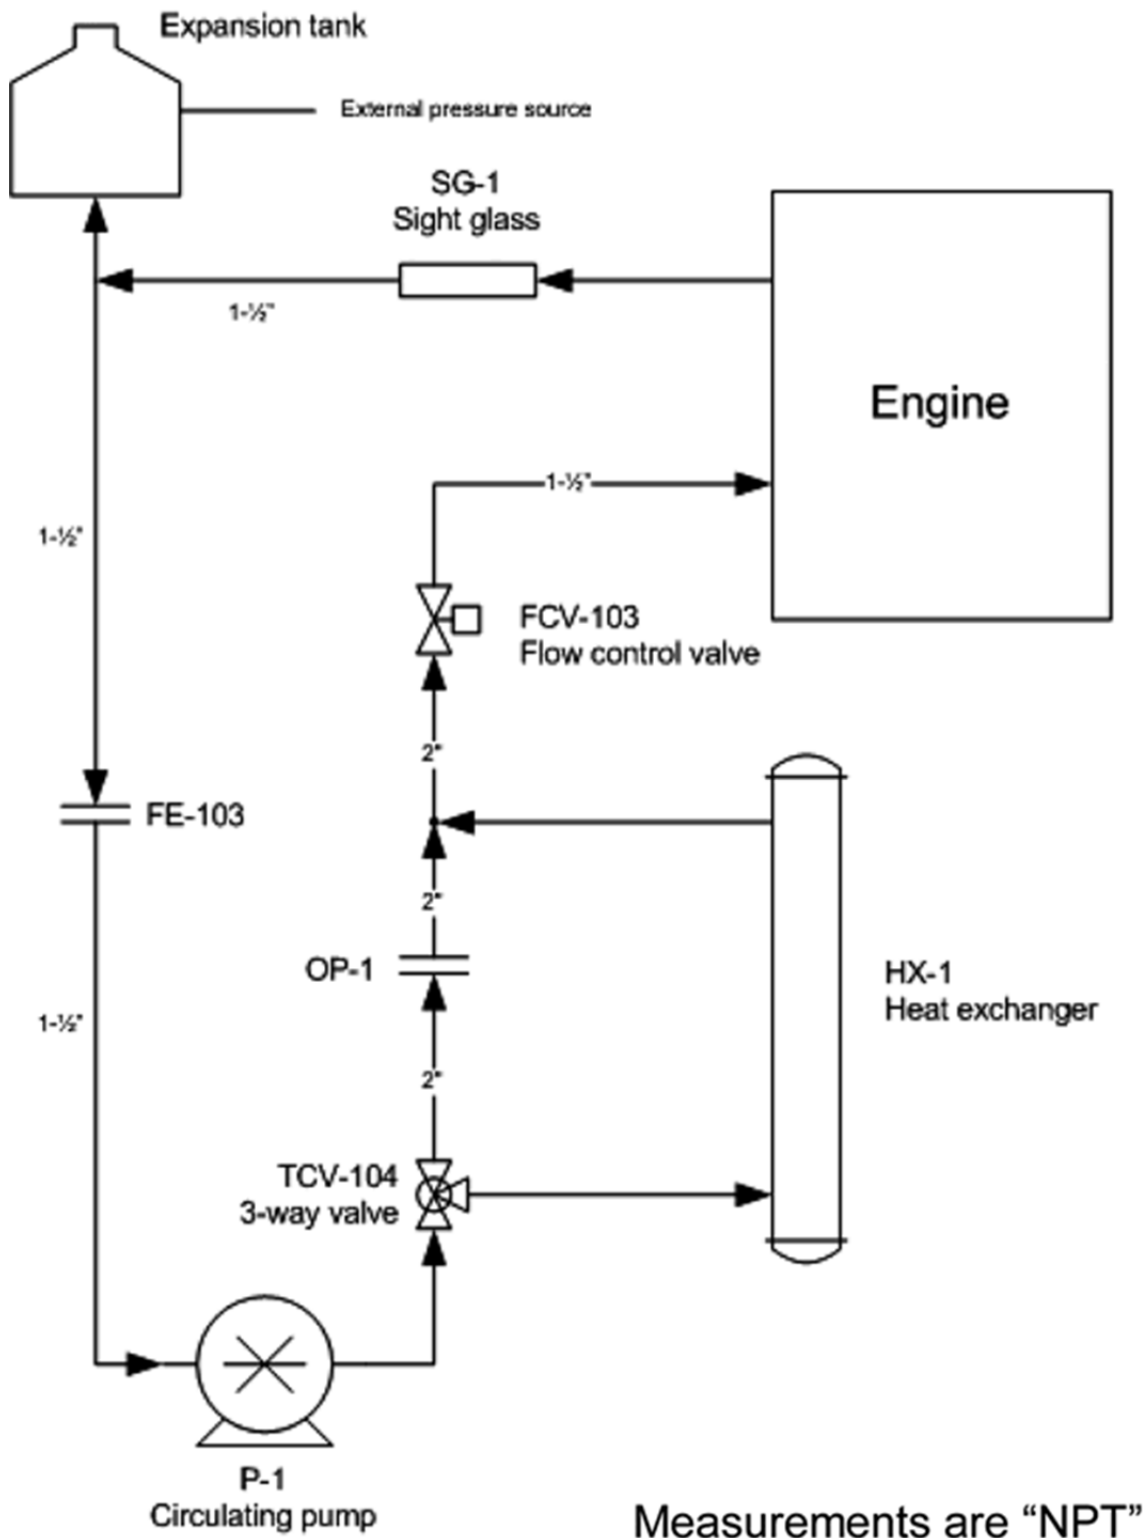 Expansion tank
External pressure source
SG-1
Sight glass
1-½"
Engine
1-½"
1-½"
FCV-103
Flow control valve
2"
FE-103
2"
OP-1
HX-1
Heat exchanger
1-½"
2"
TCV-104
3-way valve
P-1
Circulating pump
Measurements are “NPT”